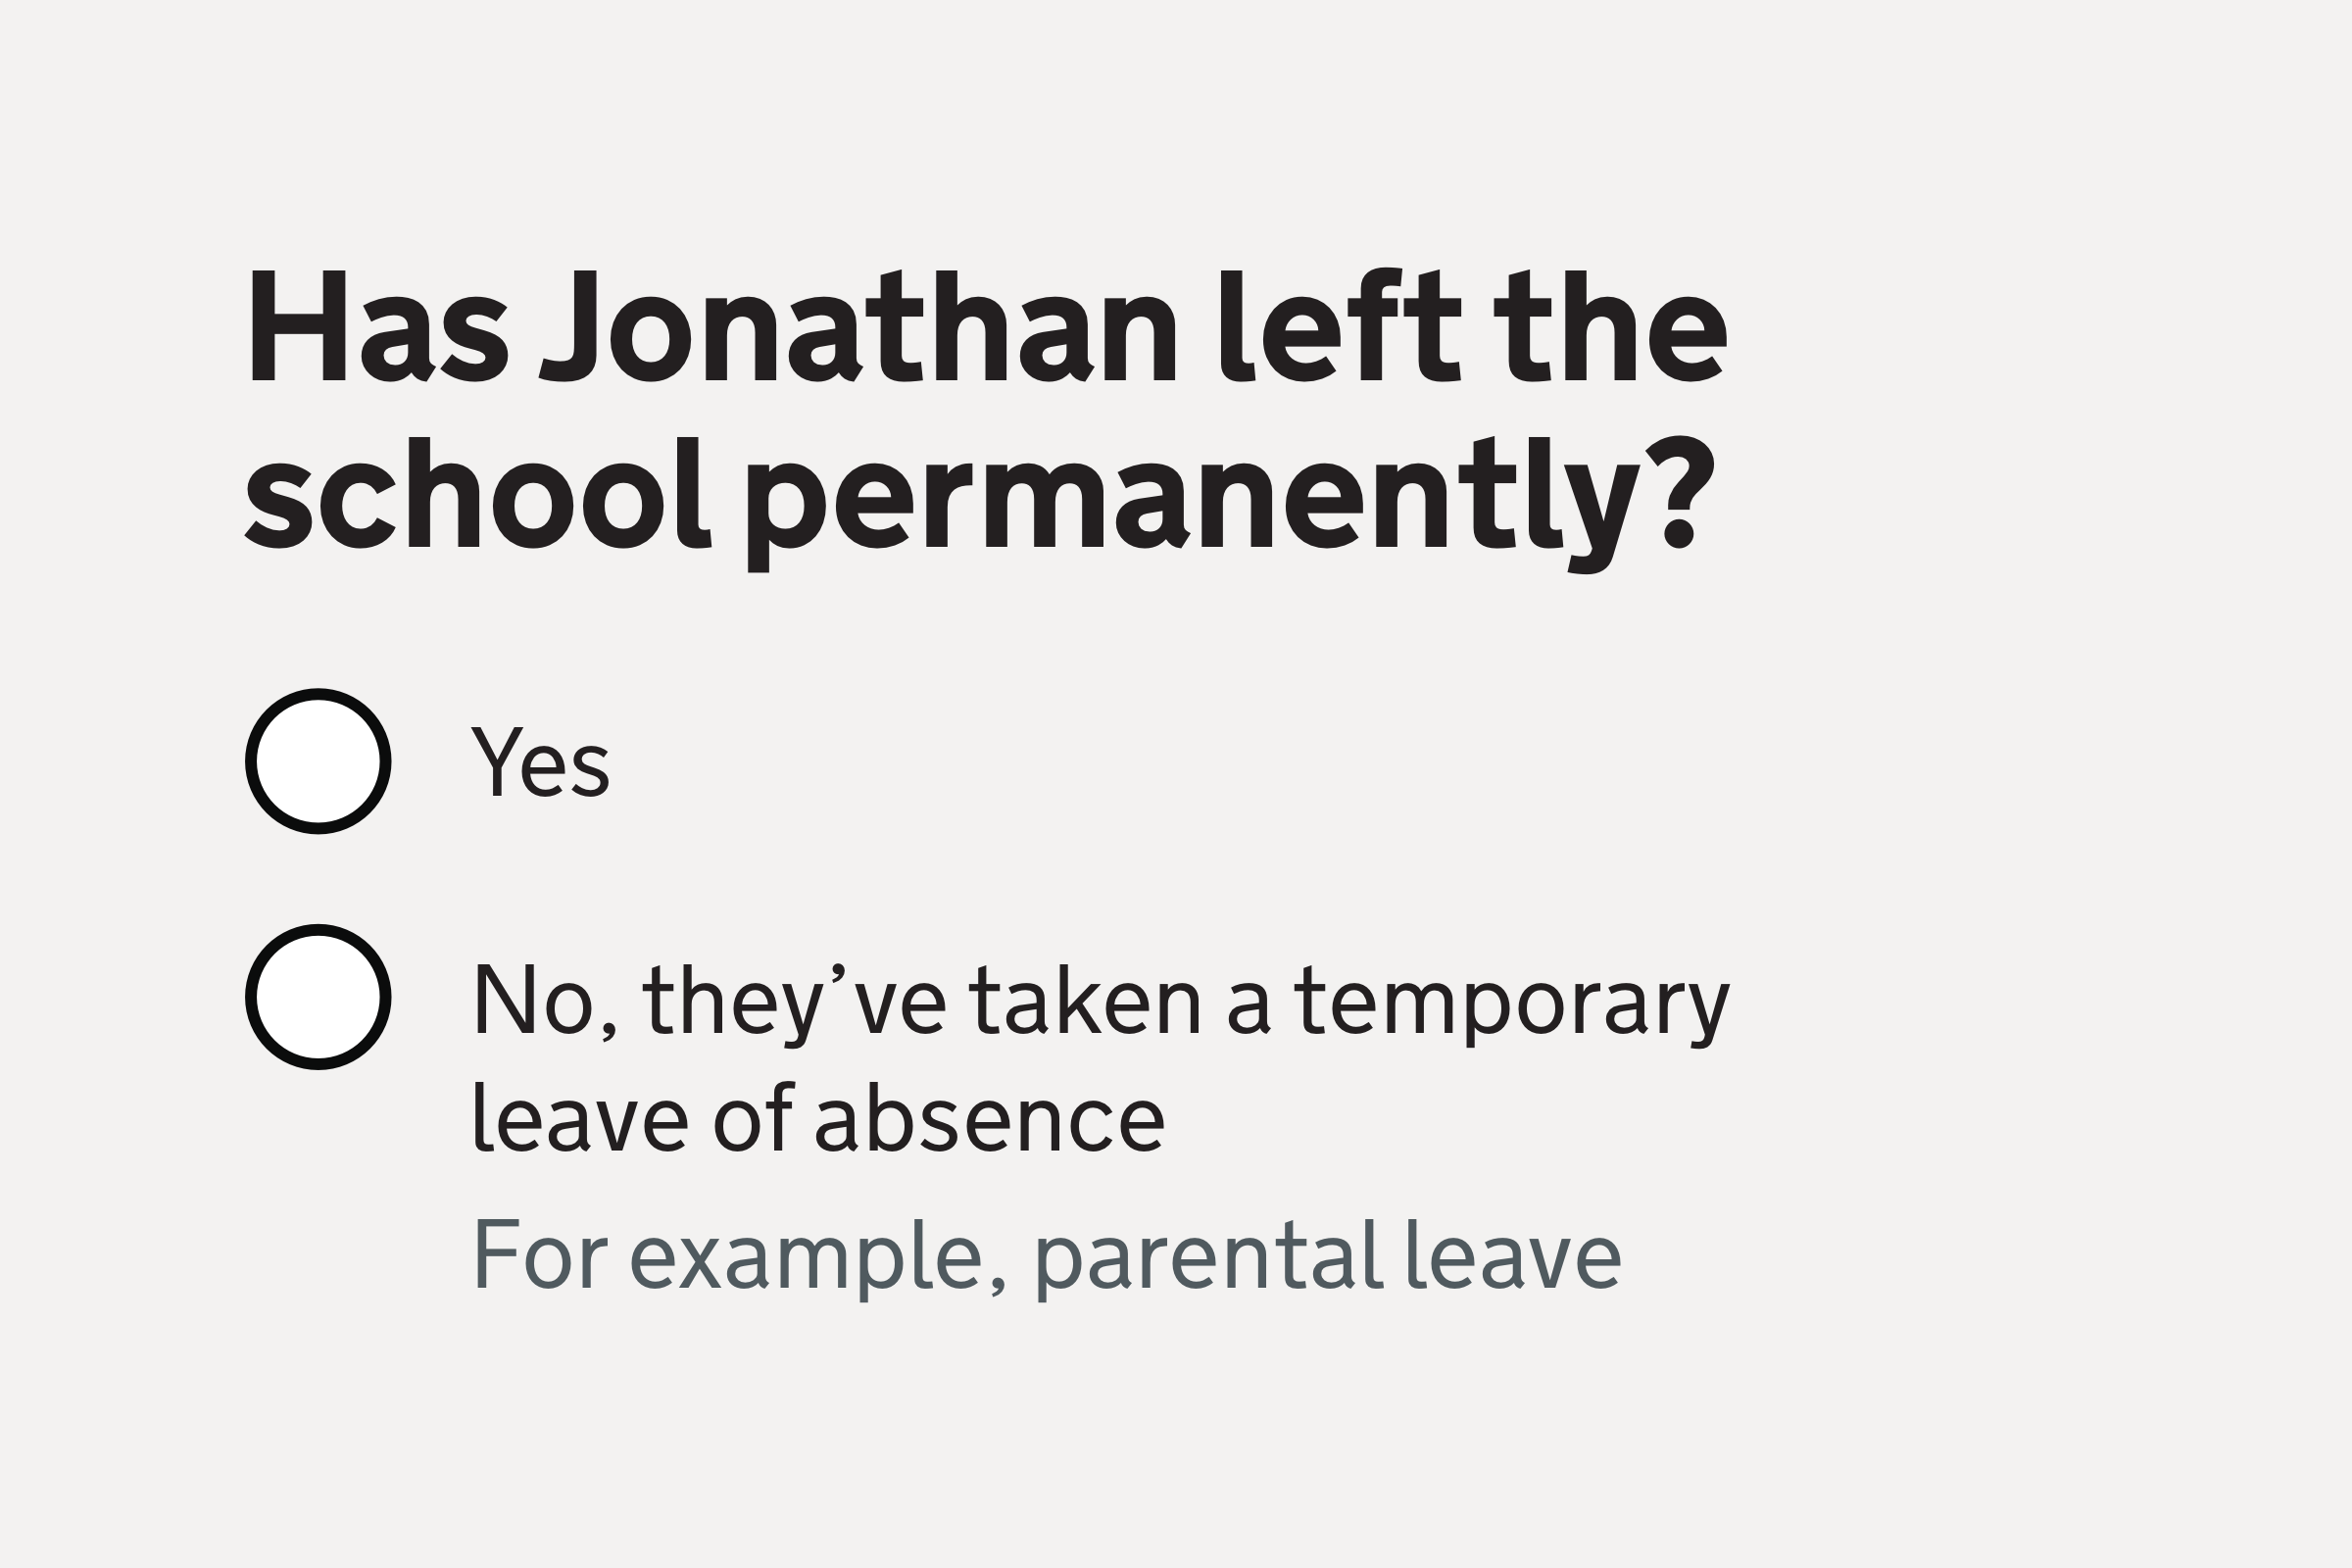 Has Jonathan left the
school permanently?
Yes
No, they’ve taken a temporary
leave of absence
For example, parental leave